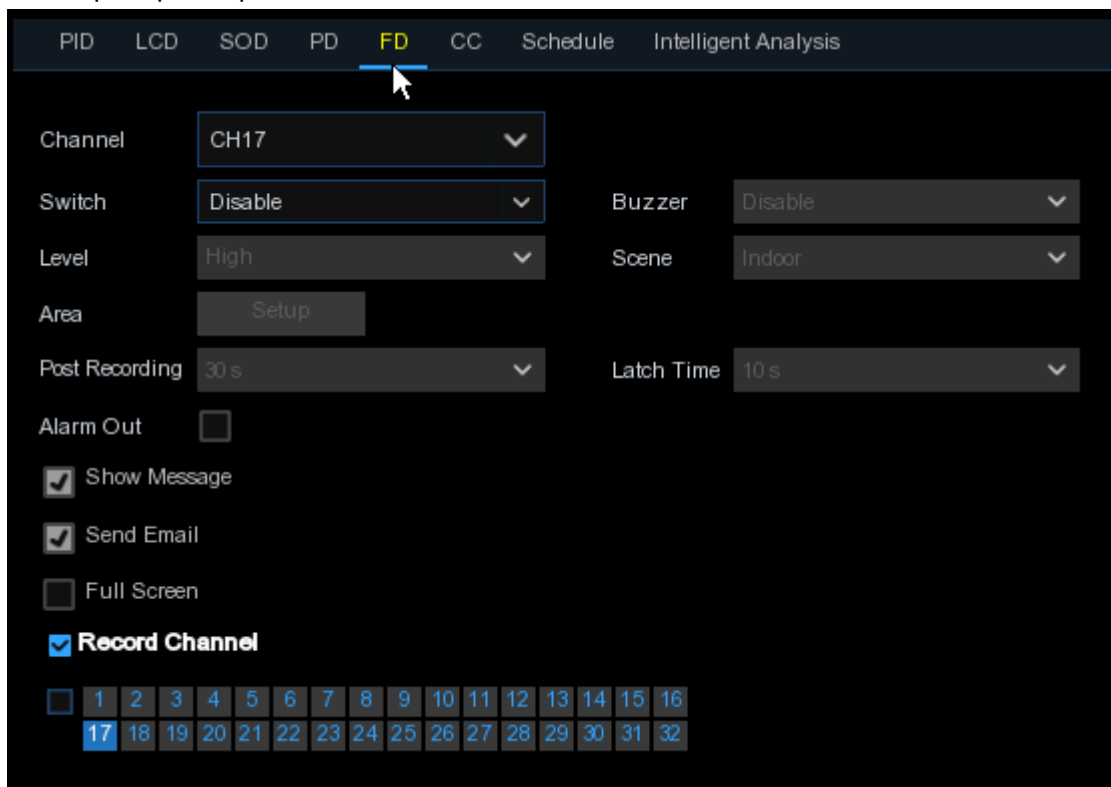 PID LCD SOD PD FD CC Schedule Intelligent Analysis
Channel CH17
Switch Disable Buzzer Disable
Level High Scene Indoor
Area Setup
Post Recording 30 s Latch Time 10 s
Alarm Out
Show Message
Send Email
Full Screen
Record Channel
1 2 3 4 5 6 7 8 9 10 11 12 13 14 15 16
17 18 19 20 21 22 23 24 25 26 27 28 29 30 31 32